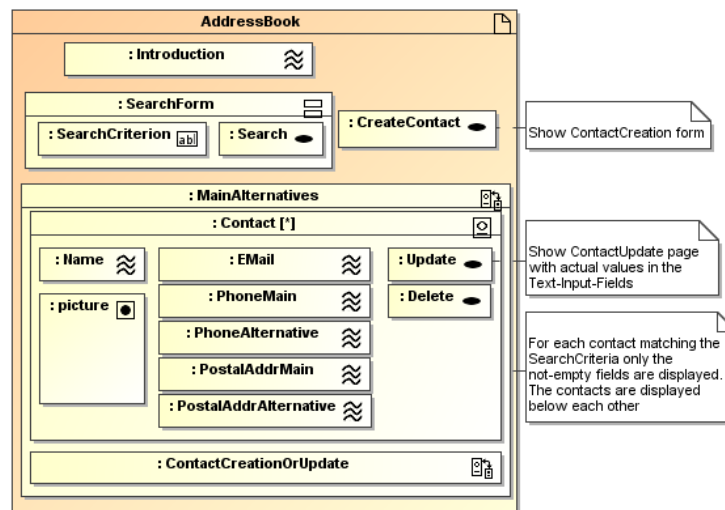 AddressBook
: Introduction
: SearchForm
: SearchCriterion
abl
: Search
: CreateContact
Show ContactCreation form
: MainAlternatives
: Contact [*]
: Name
: EMail
: Update
Show ContactUpdate page
with actual values in the
Text-Input-Fields
: picture
: PhoneMain
: Delete
: PhoneAlternative
: PostalAddrMain
: PostalAddrAlternative
For each contact matching the
SearchCriteria only the
not-empty fields are displayed.
The contacts are displayed
below each other
: ContactCreationOrUpdate